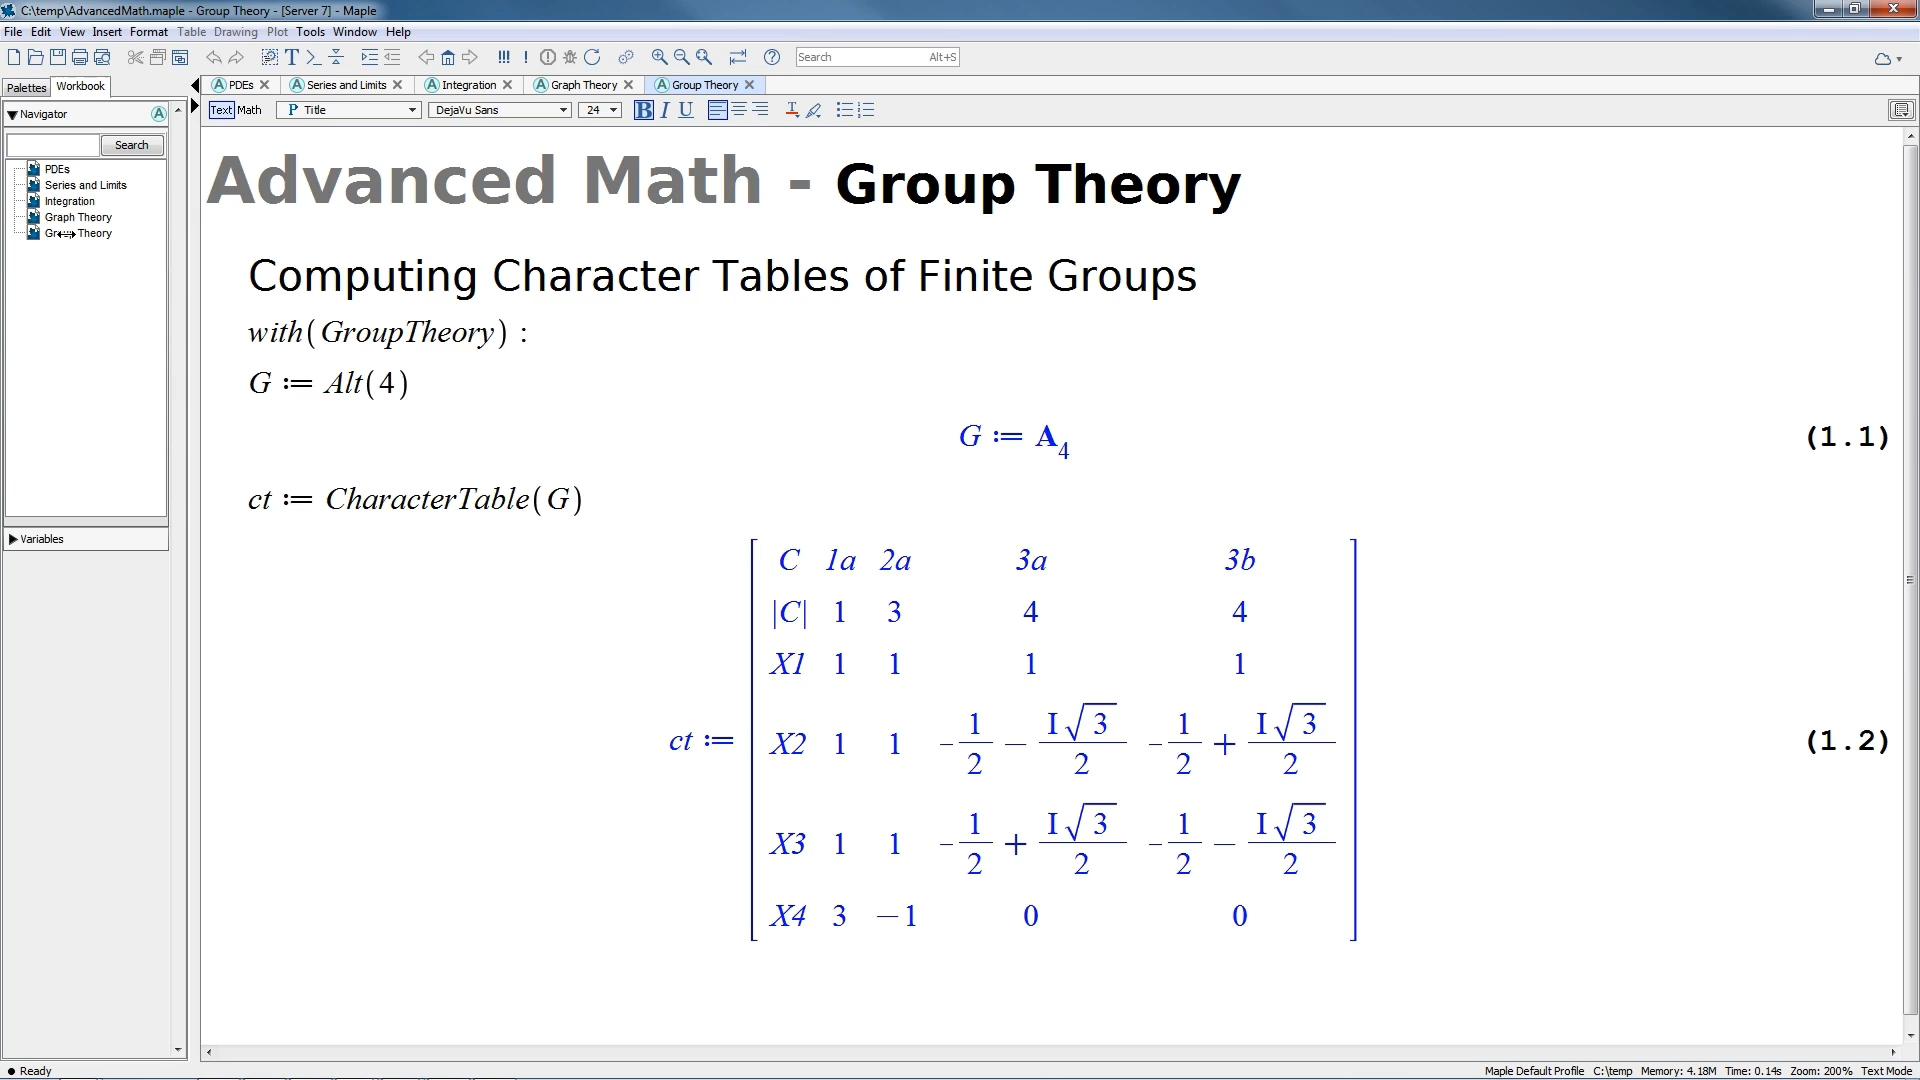 C:\temp\AdvancedMath.maple - Group Theory - [Server 7] - Maple
File Edit View Insert Format Table Drawing Plot Tools Window Help
Search Alt+S
Palettes Workbook
PDEs Series and Limits Integration Graph Theory Group Theory
Text Math P Title DejaVu Sans 24 B I U
Navigator
Search
PDEs
Series and Limits
Integration
Graph Theory
Gr Theory
Variables
Advanced Math - Group Theory
Computing Character Tables of Finite Groups
with(GroupTheory) :
G := Alt(4)
G := A₄ (1.1)
ct := CharacterTable(G)
C 1a 2a 3a 3b
|C| 1 3 4 4
X1 1 1 1 1
ct := X2 1 1 -1/2 − I√3/2 -1/2 + I√3/2 (1.2)
X3 1 1 -1/2 + I√3/2 -1/2 − I√3/2
X4 3 −1 0 0
Ready
Maple Default Profile C:\temp Memory: 4.18M Time: 0.14s Zoom: 200% Text Mode